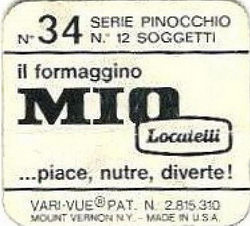 SERIE PINOCCHIO
N° 34 N.° 12 SOGGETTI
il formaggino
MIO
Locatelli
...piace, nutre, diverte!
VARI-VUE® PAT. N. 2.815.310
MOUNT VERNON N.Y. - MADE IN U.S.A.